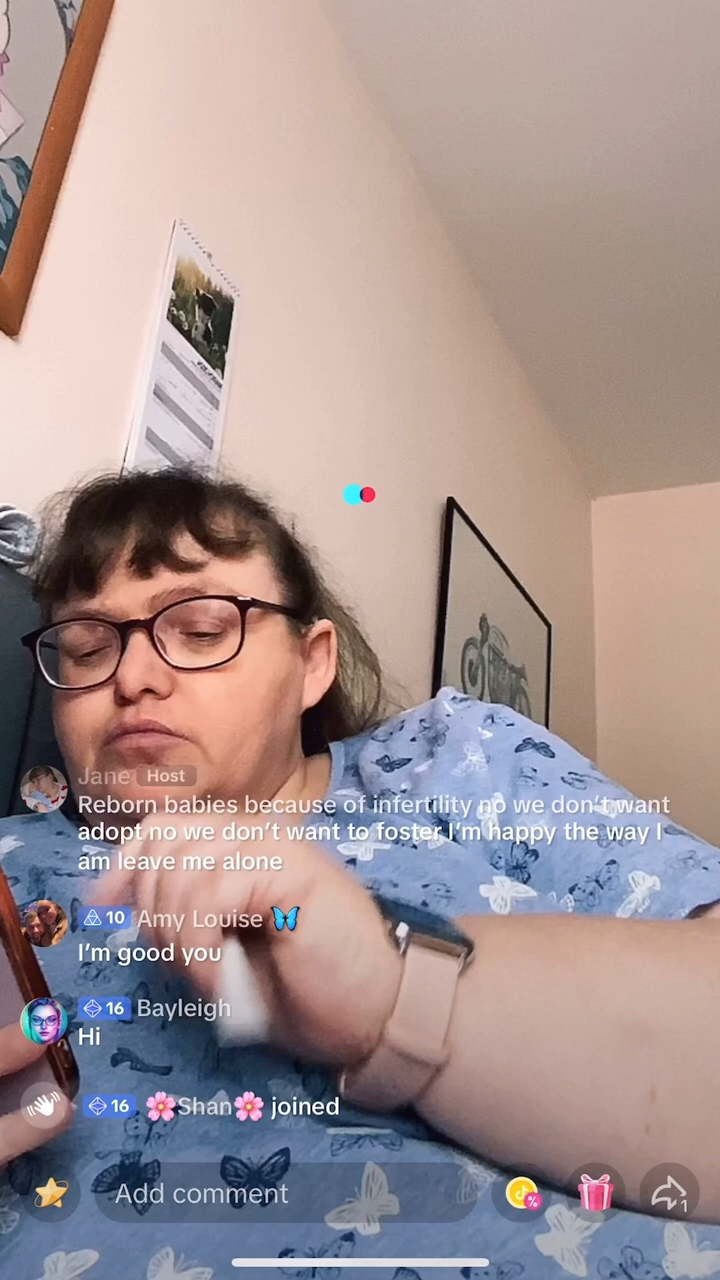 Jane Host
Reborn babies because of infertility no we don't want
adopt no we don't want to foster I'm happy the way I
am leave me alone
10 Amy Louise 🦋
I'm good you
16 Bayleigh
Hi
16 🌸Shan🌸 joined
Add comment
1